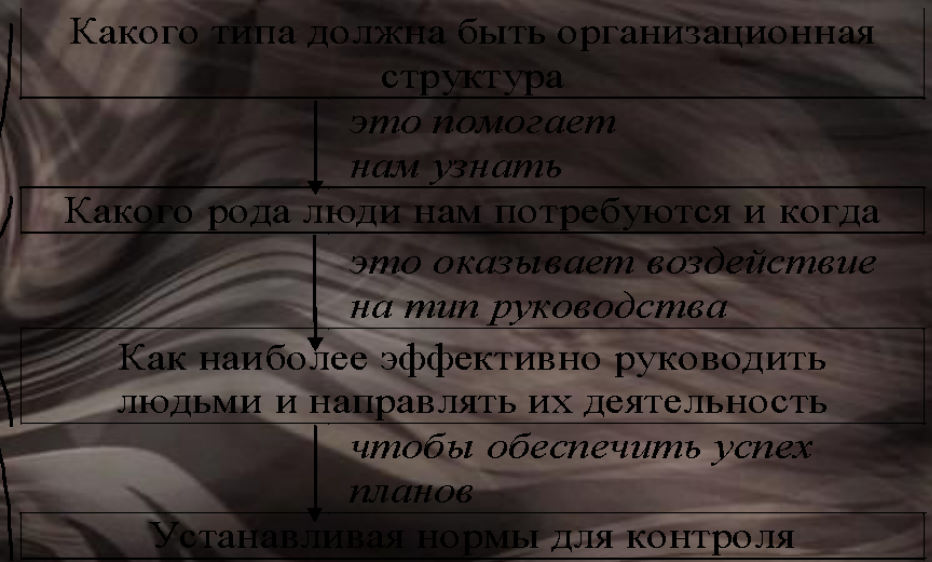 Какого типа должна быть организационная
структура
это помогает
нам узнать
Какого рода люди нам потребуются и когда
это оказывает воздействие
на тип руководства
Как наиболее эффективно руководить
людьми и направлять их деятельность
чтобы обеспечить успех
планов
Устанавливая нормы для контроля